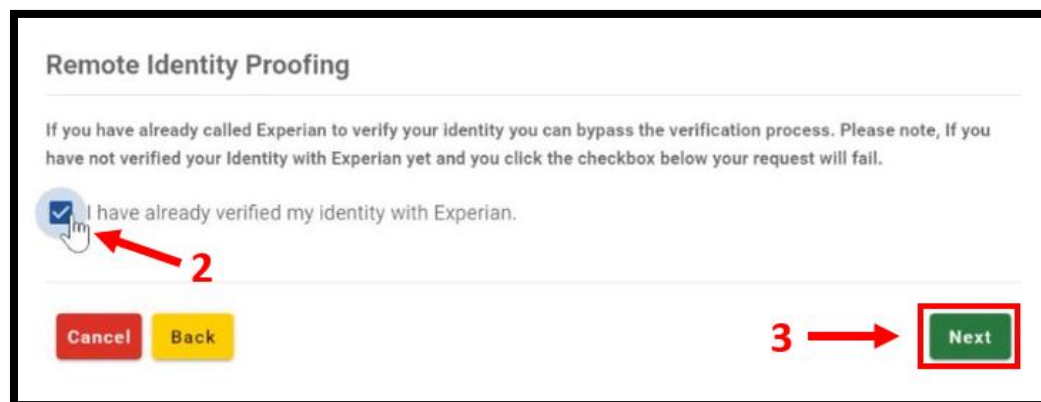 Remote Identity Proofing
If you have already called Experian to verify your identity you can bypass the verification process. Please note, If you
have not verified your Identity with Experian yet and you click the checkbox below your request will fail.
I have already verified my identity with Experian.
2
Cancel Back 3 Next